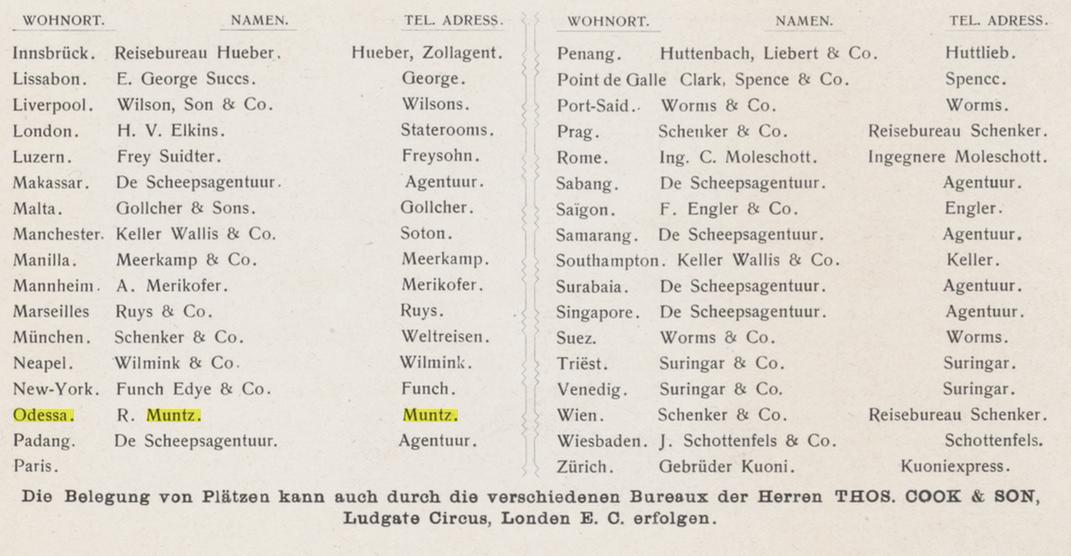 WOHNORT. NAMEN. TEL. ADRESS.
Innsbrück. Reisebureau Hueber. Hueber, Zollagent.
Lissabon. E. George Succs. George.
Liverpool. Wilson, Son & Co. Wilsons.
London. H. V. Elkins. Staterooms.
Luzern. Frey Suidter. Freysohn.
Makassar. De Scheepsagentuur. Agentuur.
Malta. Gollcher & Sons. Gollcher.
Manchester. Keller Wallis & Co. Soton.
Manilla. Meerkamp & Co. Meerkamp.
Mannheim. A. Merikofer. Merikofer.
Marseilles Ruys & Co. Ruys.
München. Schenker & Co. Weltreisen.
Neapel. Wilmink & Co. Wilmink.
New-York. Funch Edye & Co. Funch.
Odessa. R. Muntz. Muntz.
Padang. De Scheepsagentuur. Agentuur.
Paris.
WOHNORT. NAMEN. TEL. ADRESS.
Penang. Huttenbach, Liebert & Co. Huttlieb.
Point de Galle Clark, Spence & Co. Spencc.
Port-Said. Worms & Co. Worms.
Prag. Schenker & Co. Reisebureau Schenker.
Rome. Ing. C. Moleschott. Ingegnere Moleschott.
Sabang. De Scheepsagentuur. Agentuur.
Saïgon. F. Engler & Co. Engler.
Samarang. De Scheepsagentuur. Agentuur.
Southampton. Keller Wallis & Co. Keller.
Surabaia. De Scheepsagentuur. Agentuur.
Singapore. De Scheepsagentuur. Agentuur.
Suez. Worms & Co. Worms.
Triëst. Suringar & Co. Suringar.
Venedig. Suringar & Co. Suringar.
Wien. Schenker & Co. Reisebureau Schenker.
Wiesbaden. J. Schottenfels & Co. Schottenfels.
Zürich. Gebrüder Kuoni. Kuoniexpress.
Die Belegung von Plätzen kann auch durch die verschiedenen Bureaux der Herren THOS. COOK & SON,
Ludgate Circus, Londen E. C. erfolgen.